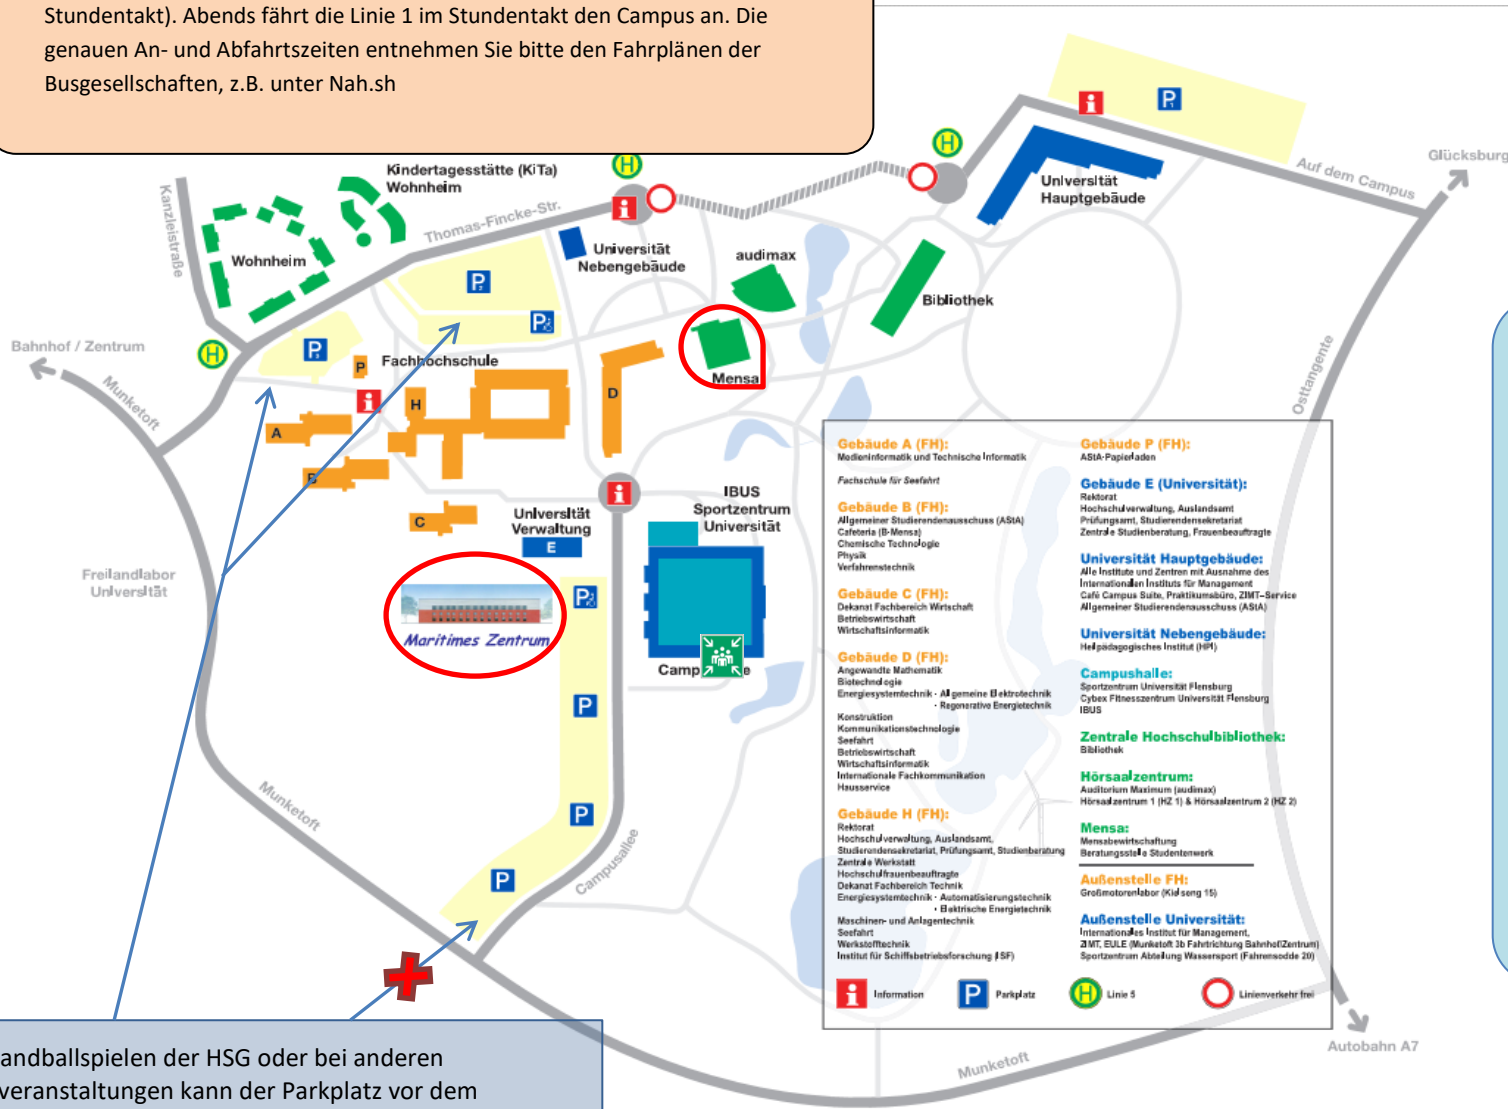 Stundentakt). Abends fährt die Linie 1 im Stundentakt den Campus an. Die
genauen An- und Abfahrtszeiten entnehmen Sie bitte den Fahrplänen der
Busgesellschaften, z.B. unter Nah.sh
Kindertagesstätte (KiTa)
Wohnheim
H
H
i
P1
Auf dem Campus
Glücksburg
Kanzleistraße
Wohnheim
Thomas-Fincke-Str.
i
Universität
Nebengebäude
audimax
Universität
Hauptgebäude
Bibliothek
P2
P
Mensa
H
P3
P
Fachhochschule
i
H
D
A
B
C
Bahnhof / Zentrum
Munketoft
Osttangente
i
IBUS
Sportzentrum
Universität
Universität
Verwaltung
E
Freilandlabor
Universität
Maritimes Zentrum
P
Camp
e
P
P
P
Munketoft
Campusallee
Gebäude A (FH):
Medieninformatik und Technische Informatik
Fachschule für Seefahrt
Gebäude B (FH):
Allgemeiner Studierendenausschuss (AStA)
Cafeteria (B-Mensa)
Chemische Technologie
Physik
Verfahrenstechnik
Gebäude C (FH):
Dekanat Fachbereich Wirtschaft
Betriebswirtschaft
Wirtschaftsinformatik
Gebäude D (FH):
Angewandte Mathematik
Biotechnologie
Energiesystemtechnik - Allgemeine Elektrotechnik
- Regenerative Energietechnik
Konstruktion
Kommunikationstechnologie
Seefahrt
Betriebswirtschaft
Wirtschaftsinformatik
Internationale Fachkommunikation
Hausservice
Gebäude H (FH):
Rektorat
Hochschulverwaltung, Auslandsamt,
Studierendensekretariat, Prüfungsamt, Studienberatung
Zentrale Werkstatt
Hochschulfrauenbeauftragte
Dekanat Fachbereich Technik
Energiesystemtechnik - Automatisierungstechnik
- Elektrische Energietechnik
Maschinen- und Anlagentechnik
Seefahrt
Werkstofftechnik
Institut für Schiffsbetriebsforschung (ISF)
Gebäude P (FH):
AStA-Papierladen
Gebäude E (Universität):
Rektorat
Hochschulverwaltung, Auslandsamt
Prüfungsamt, Studierendensekretariat
Zentrale Studienberatung, Frauenbeauftragte
Universität Hauptgebäude:
Alle Institute und Zentren mit Ausnahme des
Internationalen Instituts für Management
Café Campus Suite, Praktikumsbüro, ZIMT-Service
Allgemeiner Studierendenausschuss (AStA)
Universität Nebengebäude:
Heilpädagogisches Institut (HPI)
Campushalle:
Sportzentrum Universität Flensburg
Cybex Fitnesszentrum Universität Flensburg
IBUS
Zentrale Hochschulbibliothek:
Bibliothek
Hörsaalzentrum:
Auditorium Maximum (audimax)
Hörsaalzentrum 1 (HZ 1) & Hörsaalzentrum 2 (HZ 2)
Mensa:
Mensabewirtschaftung
Beratungsstelle Studentenwerk
Außenstelle FH:
Großmotorenlabor (Kielseng 15)
Außenstelle Universität:
Internationales Institut für Management,
ZIMT, EULE (Munketoft 3b Fahrtrichtung Bahnhof/Zentrum)
Sportzentrum Abteilung Wassersport (Fahrensodde 20)
i Information
P Parkplatz
H Linie 5
Linienverkehr frei
Munketoft
Autobahn A7
andballspielen der HSG oder bei anderen
veranstaltungen kann der Parkplatz vor dem